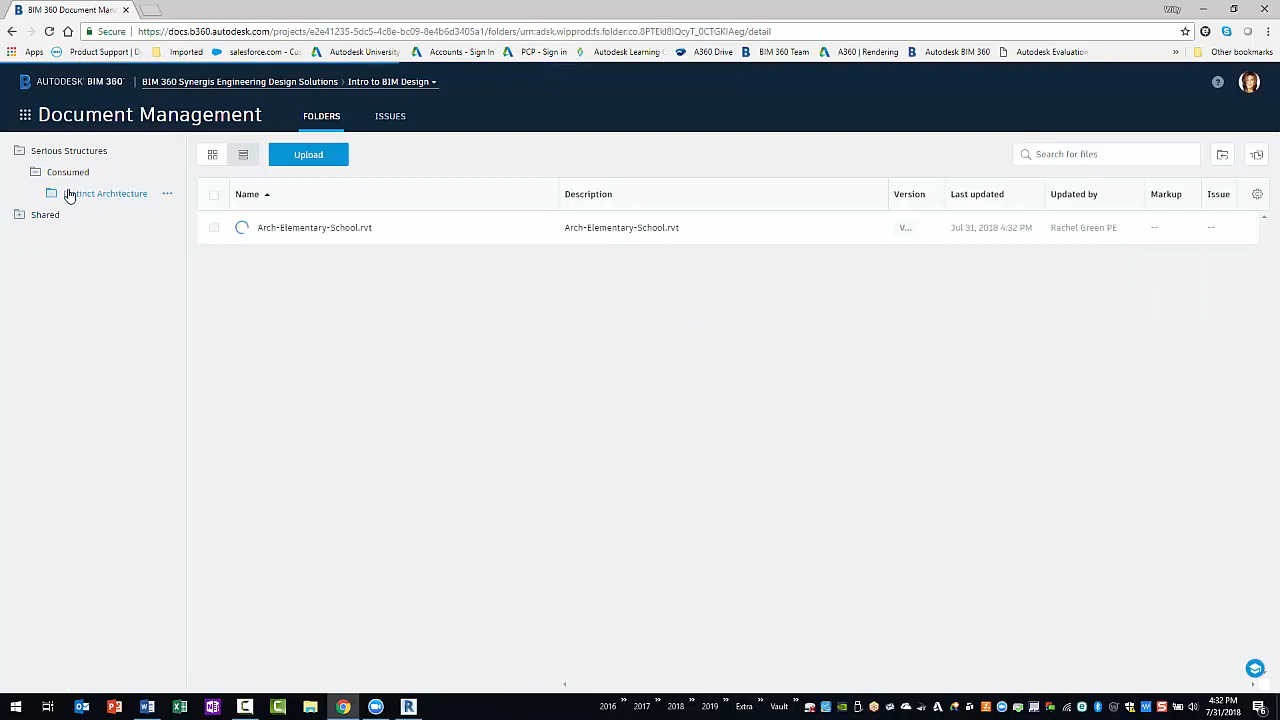 BIM 360 Document Mana
Willy
Secure
https://docs.b360.autodesk.com/projects/e2e41235-5dc5-4c8e-bc09-8e4b6d3405a1/folders/urn:adsk.wipprod:fs.folder.co.8PTEkI8lQcyT_0CTGKlAeg/detail
Apps Product Support | D Imported salesforce.com - Cus Autodesk University Accounts - Sign In PCP - Sign in Autodesk Learning C A360 Drive BIM 360 Team A360 | Rendering Autodesk BIM 360 Autodesk Evaluation » Other bookmarks
AUTODESK® BIM 360° BIM 360 Synergis Engineering Design Solutions > Intro to BIM Design ?
Document Management FOLDERS ISSUES
Serious Structures
Consumed
Architecture
Shared
Upload
Search for files
Name Description Version Last updated Updated by Markup Issue
Arch-Elementary-School.rvt Arch-Elementary-School.rvt V... Jul 31, 2018 4:32 PM Rachel Green PE -- --
2016 » 2017 » 2018 » 2019 » Extra » Vault »
4:32 PM
7/31/2018